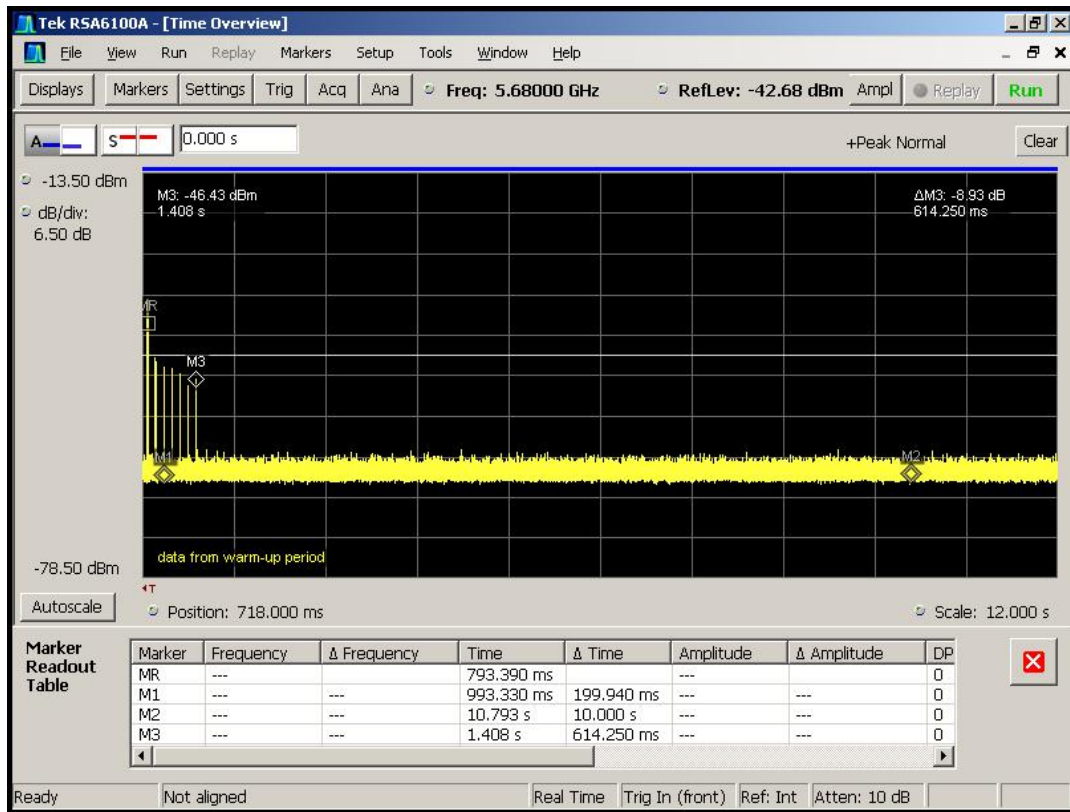 Tek RSA6100A - [Time Overview]
File View Run Replay Markers Setup Tools Window Help
Displays Markers Settings Trig Acq Ana Freq: 5.68000 GHz RefLev: -42.68 dBm Ampl Replay Run
A S 0.000 s +Peak Normal Clear
-13.50 dBm
dB/div:
6.50 dB
M3: -46.43 dBm
1.408 s
ΔM3: -8.93 dB
614.250 ms
MR
M3
M1
M2
data from warm-up period
-78.50 dBm
T
Autoscale Position: 718.000 ms Scale: 12.000 s
Marker
Readout
Table
Marker Frequency Δ Frequency Time Δ Time Amplitude Δ Amplitude DP
MR --- 793.390 ms --- 0
M1 --- --- 993.330 ms 199.940 ms --- --- 0
M2 --- --- 10.793 s 10.000 s --- --- 0
M3 --- --- 1.408 s 614.250 ms --- --- 0
Ready Not aligned Real Time Trig In (front) Ref: Int Atten: 10 dB